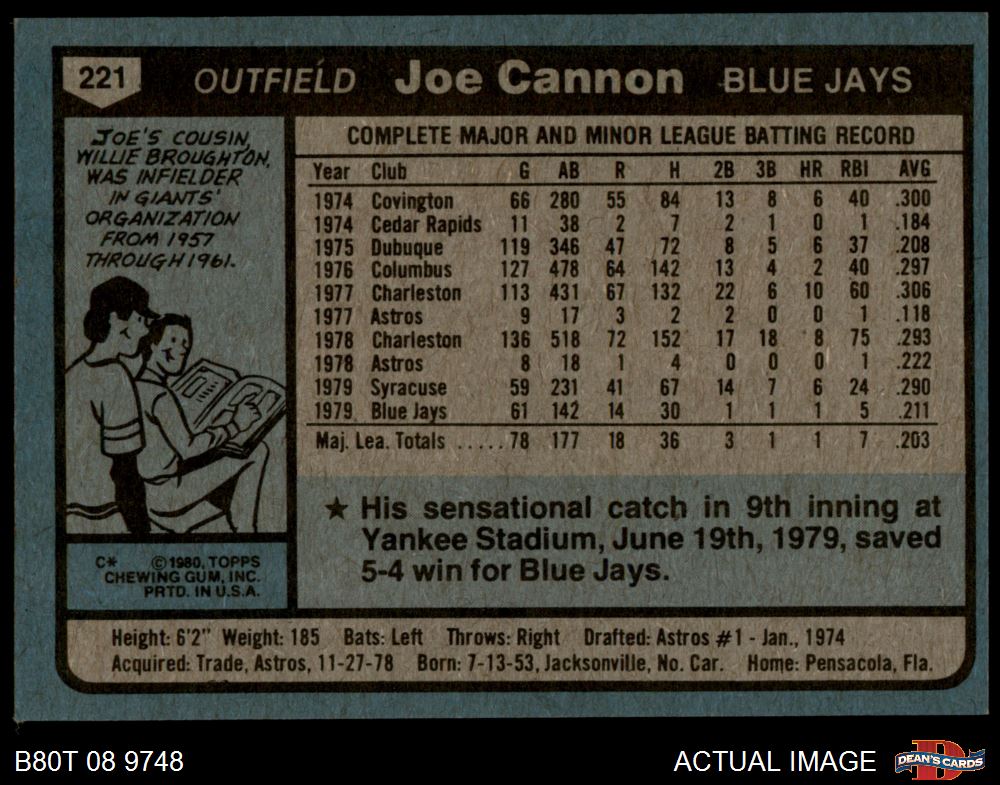 221 OUTFIELD Joe Cannon BLUE JAYS
JOE'S COUSIN,
WILLIE BROUGHTON,
WAS INFIELDER
IN GIANTS'
ORGANIZATION
FROM 1957
THROUGH 1961.
COMPLETE MAJOR AND MINOR LEAGUE BATTING RECORD
Year Club G AB R H 2B 3B HR RBI AVG
1974 Covington 66 280 55 84 13 8 6 40 .300
1974 Cedar Rapids 11 38 2 7 2 1 0 1 .184
1975 Dubuque 119 346 47 72 8 5 6 37 .208
1976 Columbus 127 478 64 142 13 4 2 40 .297
1977 Charleston 113 431 67 132 22 6 10 60 .306
1977 Astros 9 17 3 2 2 0 0 1 .118
1978 Charleston 136 518 72 152 17 18 8 75 .293
1978 Astros 8 18 1 4 0 0 0 1 .222
1979 Syracuse 59 231 41 67 14 7 6 24 .290
1979 Blue Jays 61 142 14 30 1 1 1 5 .211
Maj. Lea. Totals .....78 177 18 36 3 1 1 7 .203
★ His sensational catch in 9th inning at
Yankee Stadium, June 19th, 1979, saved
5-4 win for Blue Jays.
C* ©1980, TOPPS
CHEWING GUM, INC.
PRTD. IN U.S.A.
Height: 6'2" Weight: 185 Bats: Left Throws: Right Drafted: Astros #1 - Jan., 1974
Acquired: Trade, Astros, 11-27-78 Born: 7-13-53, Jacksonville, No. Car. Home: Pensacola, Fla.
B80T 08 9748 ACTUAL IMAGE D DEAN'S CARDS